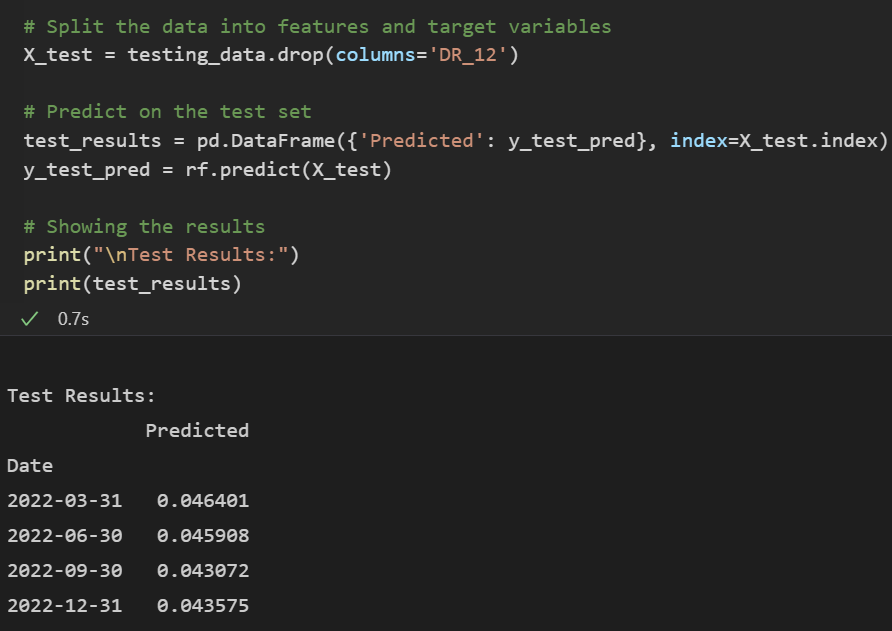 # Split the data into features and target variables
X_test = testing_data.drop(columns='DR_12')
# Predict on the test set
test_results = pd.DataFrame({'Predicted': y_test_pred}, index=X_test.index)
y_test_pred = rf.predict(X_test)
# Showing the results
print("\nTest Results:")
print(test_results)
✓ 0.7s
Test Results:
Predicted
Date
2022-03-31 0.046401
2022-06-30 0.045908
2022-09-30 0.043072
2022-12-31 0.043575